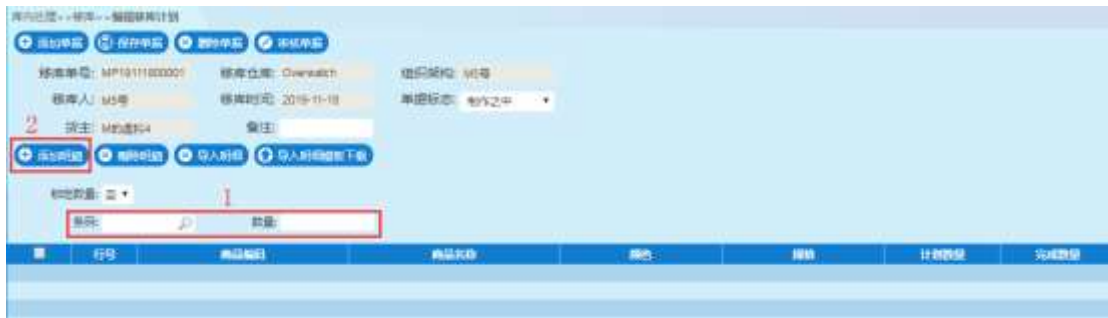 库内处理->移库->编辑移库计划
添加单据 保存单据 删除单据 审核单据
移库单号: MP19111800001 移库仓库: Overwatch 组织架构: M5号
移库人: M5号 移库时间: 2019-11-18 单据标志: 制作之中
2 货主: M的虚拟4 备注:
添加明细 删除明细 导入明细 导入明细模板下载
数量:
1
条码: 数量:
行号 商品编码 商品名称 颜色 规格 计划数量 完成数量